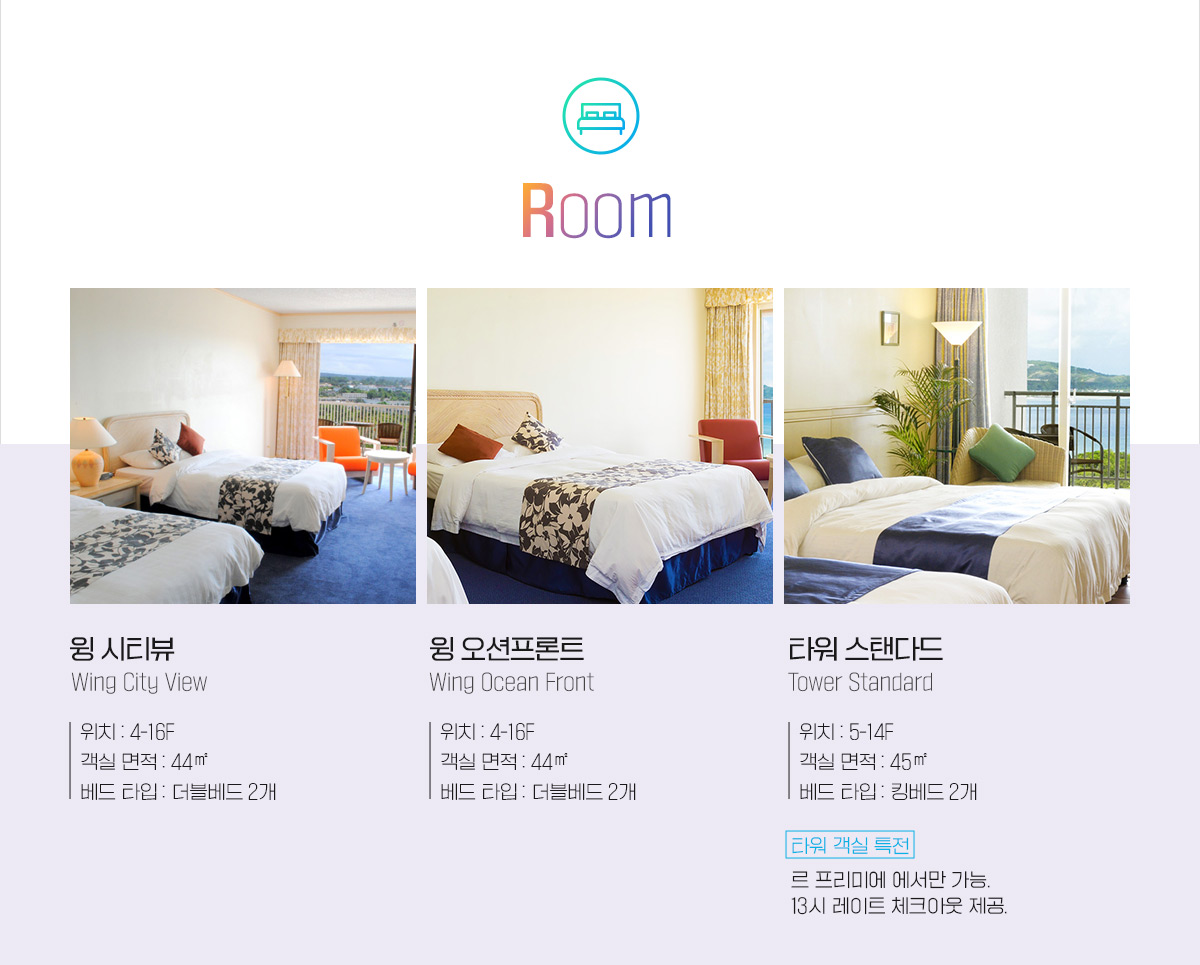 Room
윙 시티뷰
Wing City View
위치 : 4-16F
객실 면적 : 44㎡
베드 타입 : 더블베드 2개
윙 오션프론트
Wing Ocean Front
위치 : 4-16F
객실 면적 : 44㎡
베드 타입 : 더블베드 2개
타워 스탠다드
Tower Standard
위치 : 5-14F
객실 면적 : 45㎡
베드 타입 : 킹베드 2개
타워 객실 특전
르 프리미에 에서만 가능.
13시 레이트 체크아웃 제공.